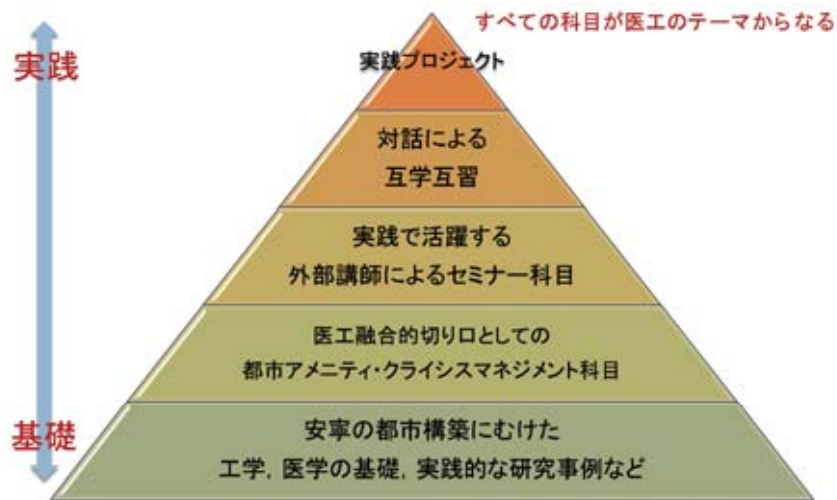 すべての科目が医工のテーマからなる
実践
実践プロジェクト
対話による
互学互習
実践で活躍する
外部講師によるセミナー科目
医工融合的切り口としての
都市アメニティ・クライシスマネジメント科目
基礎
安寧の都市構築にむけた
工学，医学の基礎，実践的な研究事例など